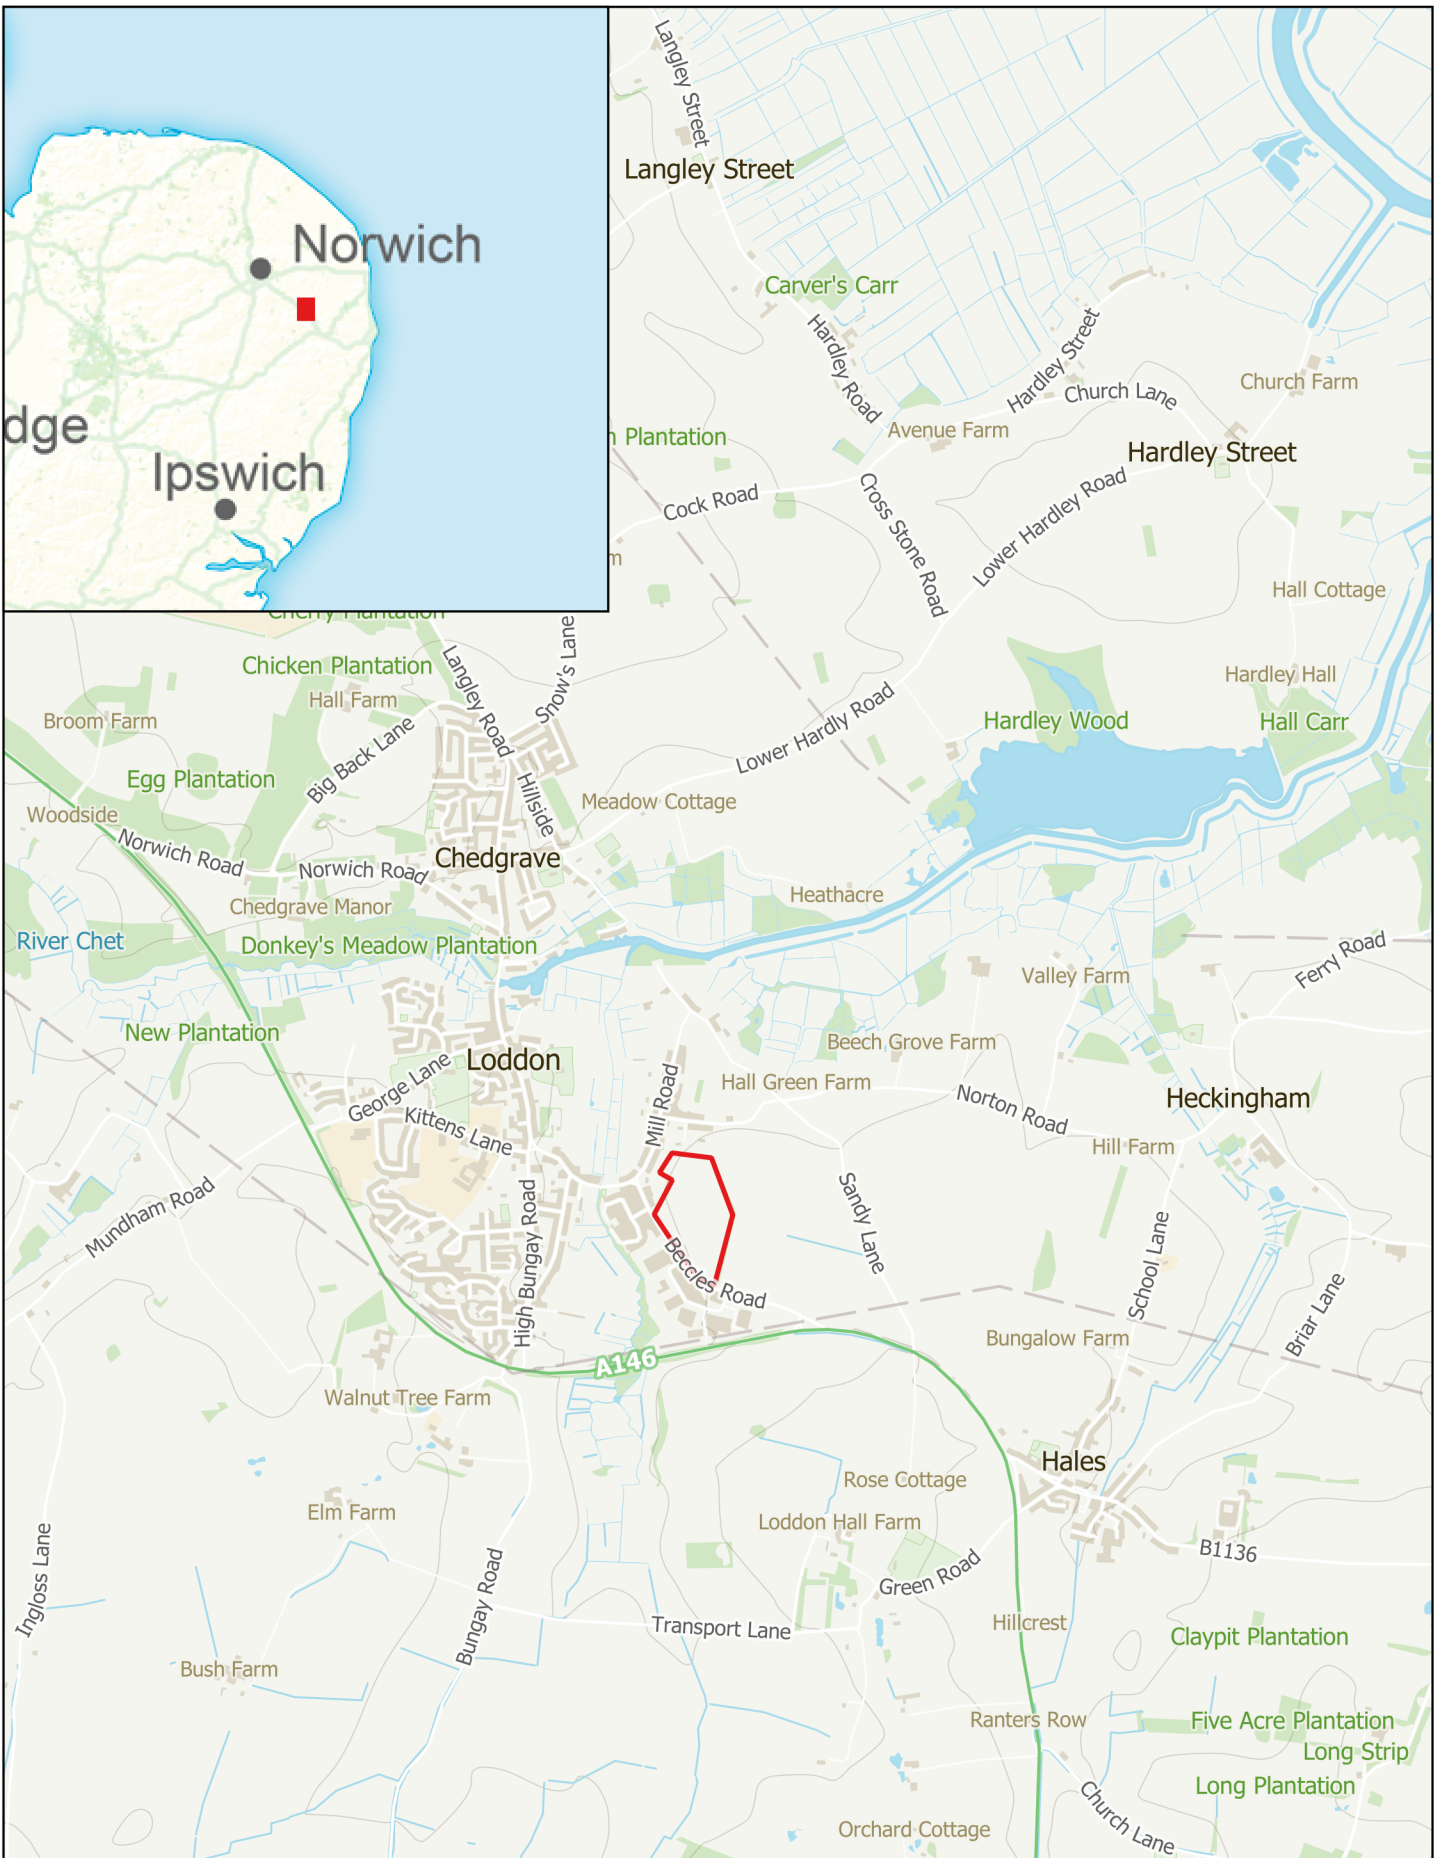 Langley Street
Langley Street
Norwich
Carver's Carr
Hardley Road
Hardley Street
Church Lane
Church Farm
dge
Plantation
Avenue Farm
Hardley Street
Ipswich
Cock Road
Cross Stone Road
Lower Hardley Road
Hall Cottage
Cherry Plantation
Chicken Plantation
Langley Road
Snow's Lane
Hardley Hall
Hall Farm
Broom Farm
Big Back Lane
Lower Hardly Road
Hardley Wood
Hall Carr
Egg Plantation
Hillside
Meadow Cottage
Woodside
Norwich Road
Norwich Road
Chedgrave
Heathacre
Chedgrave Manor
River Chet
Donkey's Meadow Plantation
Valley Farm
Ferry Road
New Plantation
Loddon
Beech Grove Farm
George Lane
Hall Green Farm
Kittens Lane
Mill Road
Norton Road
Heckingham
Hill Farm
Mundham Road
High Bungay Road
Sandy Lane
School Lane
Beccles Road
Briar Lane
Bungalow Farm
A146
Walnut Tree Farm
Hales
Rose Cottage
Elm Farm
Loddon Hall Farm
B1136
Ingloss Lane
Bungay Road
Green Road
Transport Lane
Hillcrest
Claypit Plantation
Bush Farm
Ranters Row
Five Acre Plantation
Long Strip
Long Plantation
Church Lane
Orchard Cottage